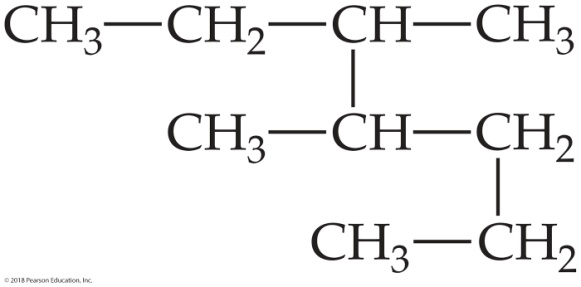 CH₃—CH₂—CH—CH₃
CH₃—CH—CH₂
CH₃—CH₂
© 2018 Pearson Education, Inc.